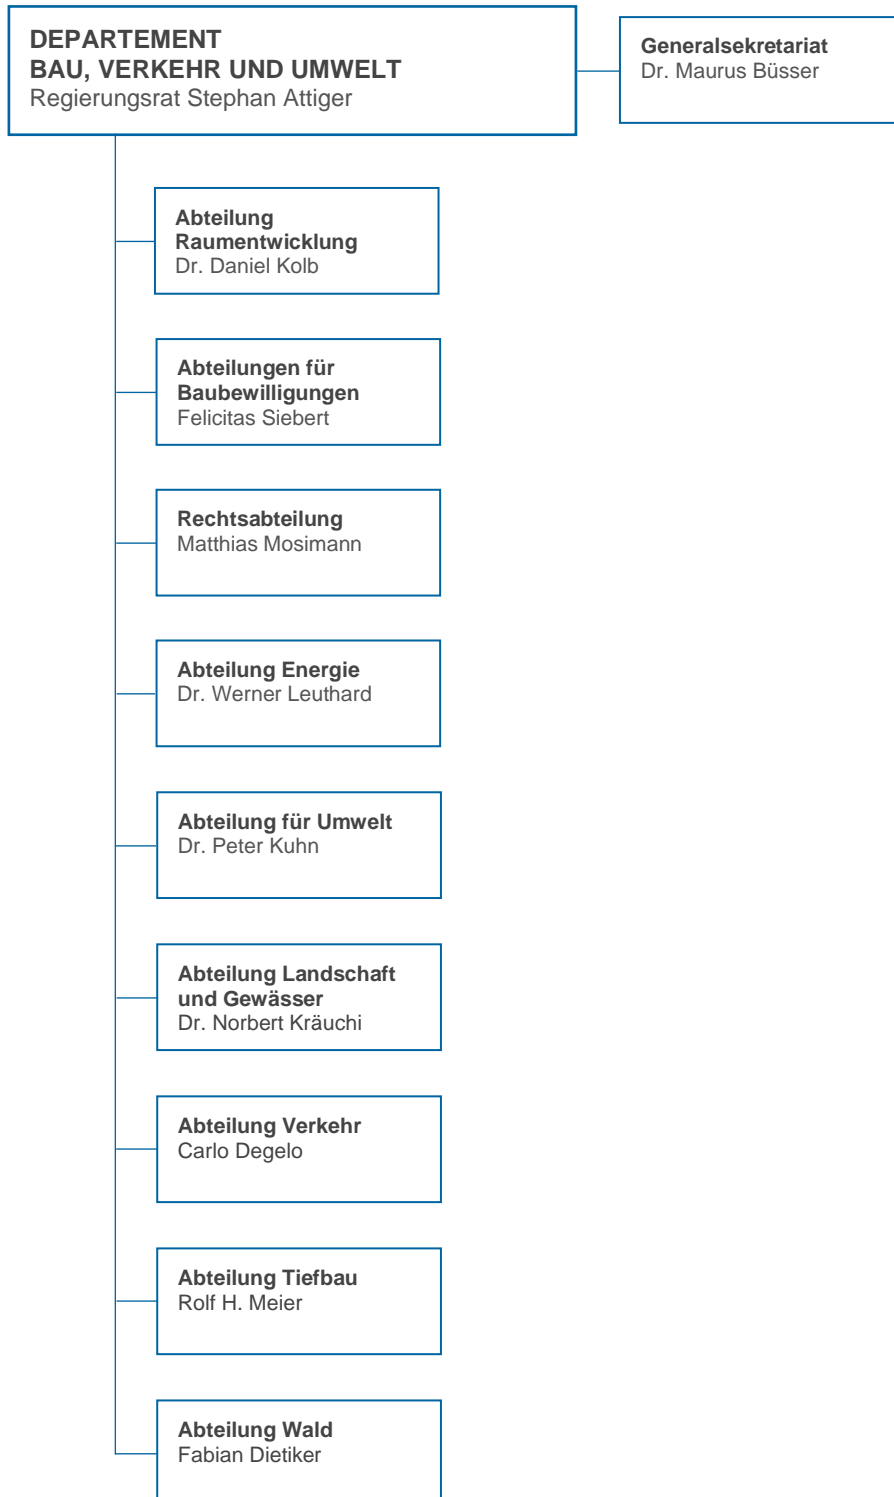 DEPARTEMENT
BAU, VERKEHR UND UMWELT
Regierungsrat Stephan Attiger
Generalsekretariat
Dr. Maurus Büsser
Abteilung
Raumentwicklung
Dr. Daniel Kolb
Abteilungen für
Baubewilligungen
Felicitas Siebert
Rechtsabteilung
Matthias Mosimann
Abteilung Energie
Dr. Werner Leuthard
Abteilung für Umwelt
Dr. Peter Kuhn
Abteilung Landschaft
und Gewässer
Dr. Norbert Kräuchi
Abteilung Verkehr
Carlo Degelo
Abteilung Tiefbau
Rolf H. Meier
Abteilung Wald
Fabian Dietiker